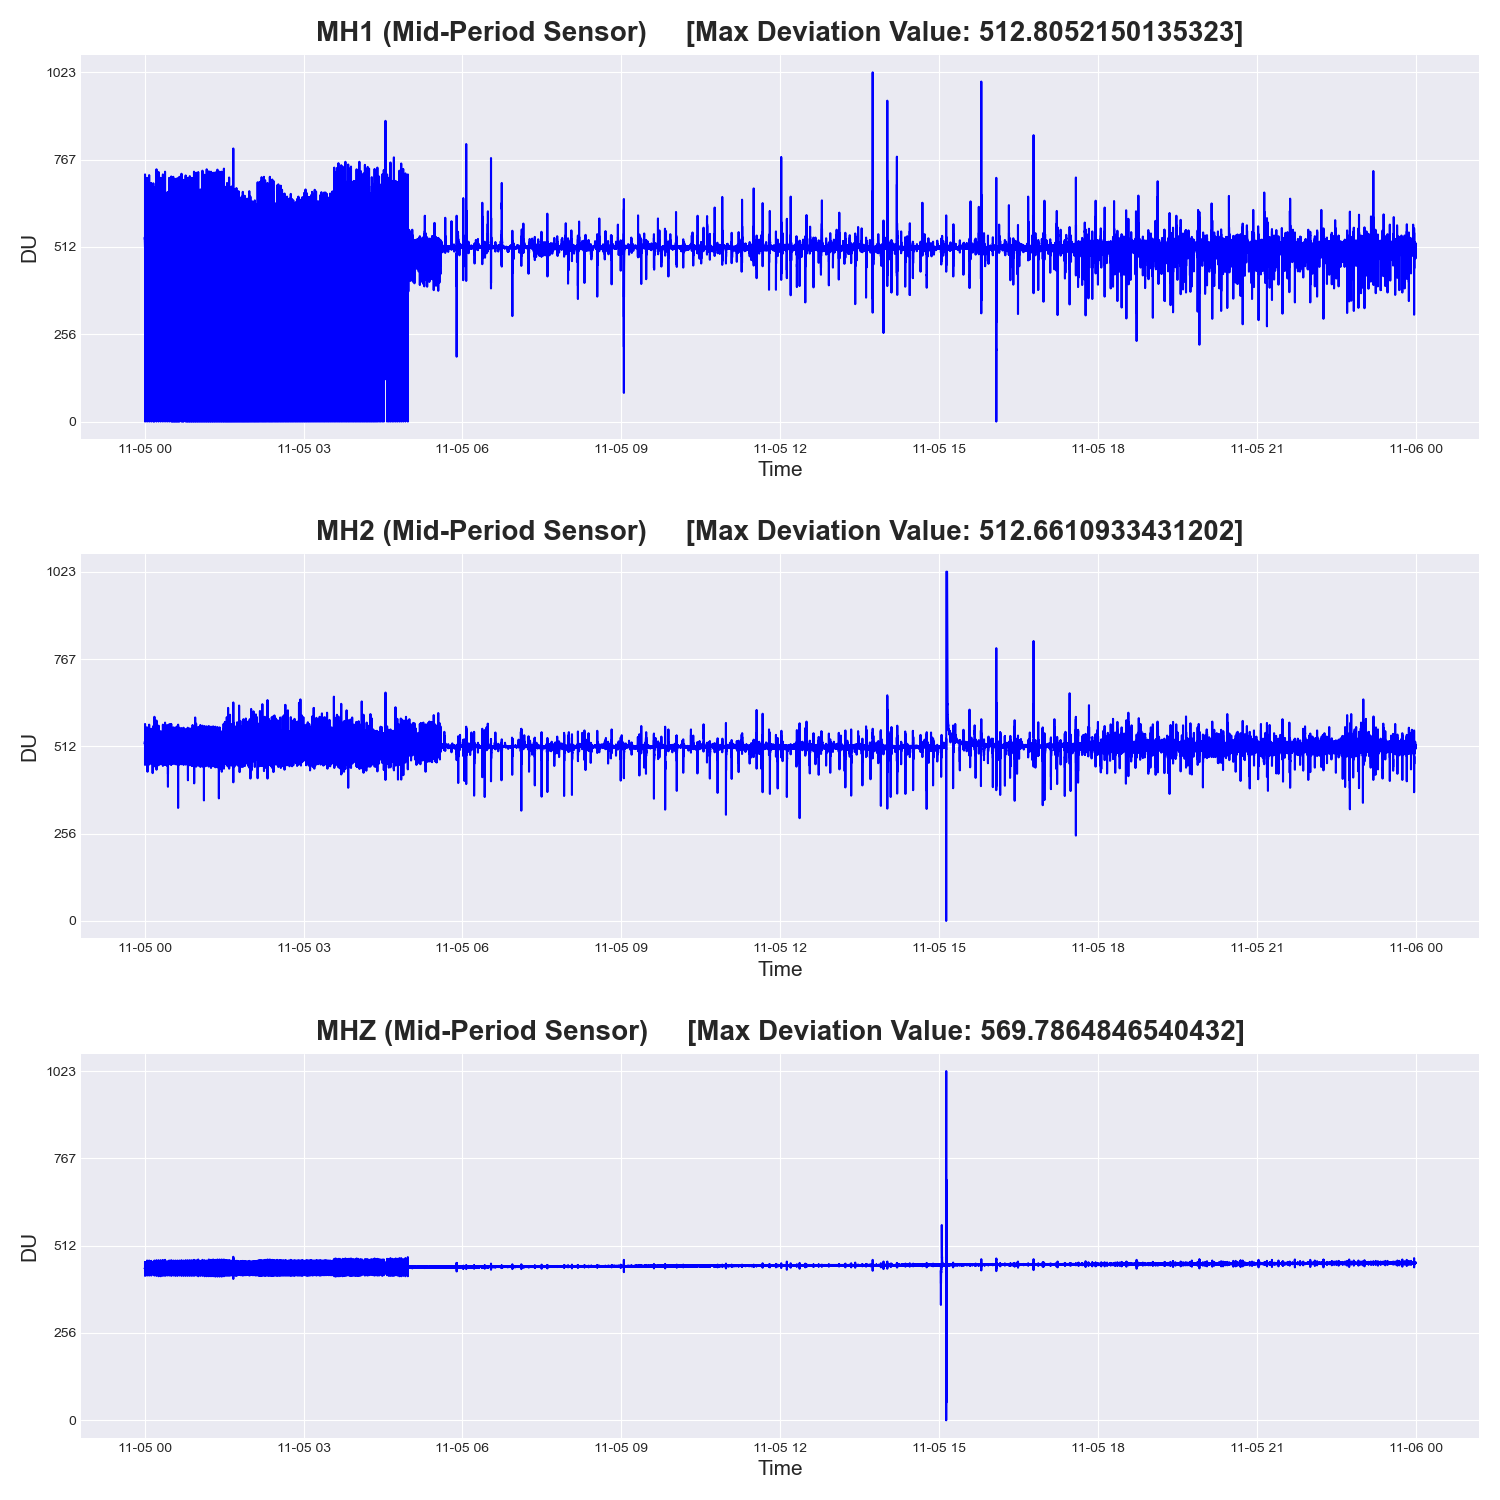 MH1 (Mid-Period Sensor) [Max Deviation Value: 512.8052150135323]
1023
767
512
256
0
DU
11-05 00 11-05 03 11-05 06 11-05 09 11-05 12 11-05 15 11-05 18 11-05 21 11-06 00
Time
MH2 (Mid-Period Sensor) [Max Deviation Value: 512.6610933431202]
1023
767
512
256
0
DU
11-05 00 11-05 03 11-05 06 11-05 09 11-05 12 11-05 15 11-05 18 11-05 21 11-06 00
Time
MHZ (Mid-Period Sensor) [Max Deviation Value: 569.7864846540432]
1023
767
512
256
0
DU
11-05 00 11-05 03 11-05 06 11-05 09 11-05 12 11-05 15 11-05 18 11-05 21 11-06 00
Time